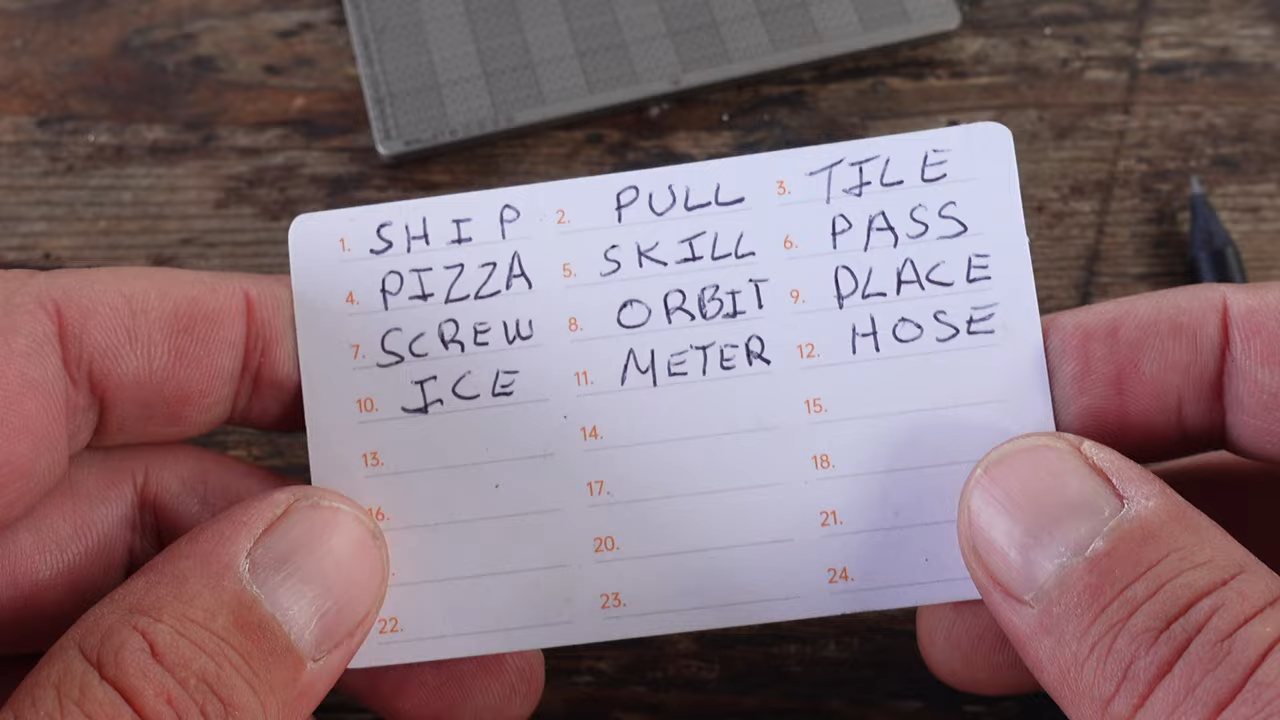 1. SHIP 2. PULL 3. TILE
4. PIZZA 5. SKILL 6. PASS
7. SCREW 8. ORBIT 9. PLACE
10. ICE 11. METER 12. HOSE
13. 14. 15.
16. 17. 18.
20. 21.
22. 23. 24.